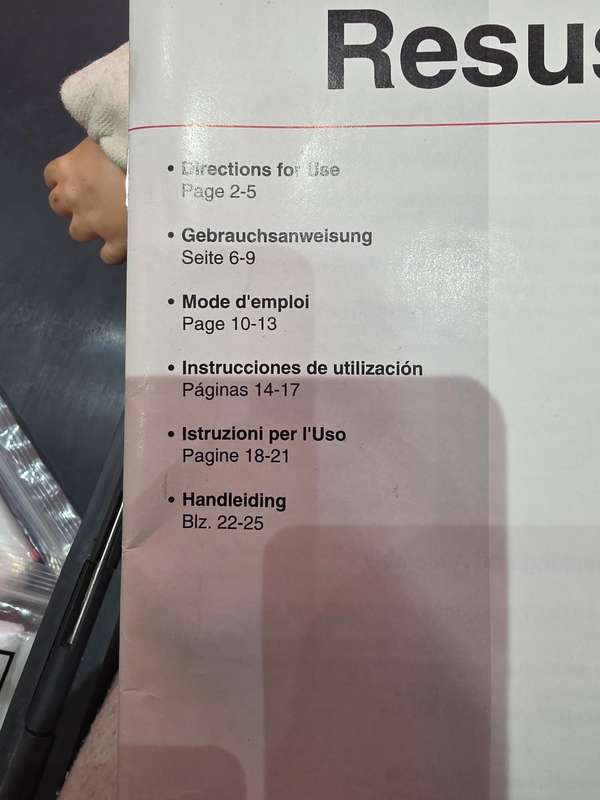 Resus
• Directions for Use
Page 2-5
• Gebrauchsanweisung
Seite 6-9
• Mode d'emploi
Page 10-13
• Instrucciones de utilización
Páginas 14-17
• Istruzioni per l'Uso
Pagine 18-21
• Handleiding
Blz. 22-25